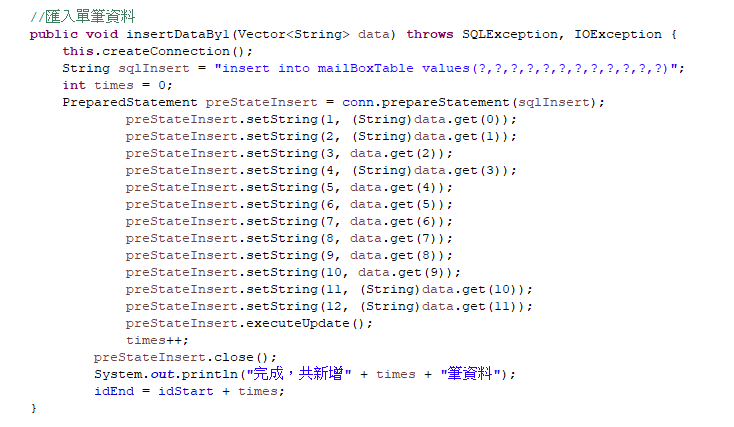 //匯入單筆資料
public void insertDataBy1(Vector<String> data) throws SQLException, IOException {
this.createConnection();
String sqlInsert = "insert into mailBoxTable values(?,?,?,?,?,?,?,?,?,?,?,?)";
int times = 0;
PreparedStatement preStateInsert = conn.prepareStatement(sqlInsert);
preStateInsert.setString(1, (String)data.get(0));
preStateInsert.setString(2, (String)data.get(1));
preStateInsert.setString(3, data.get(2));
preStateInsert.setString(4, (String)data.get(3));
preStateInsert.setString(5, data.get(4));
preStateInsert.setString(6, data.get(5));
preStateInsert.setString(7, data.get(6));
preStateInsert.setString(8, data.get(7));
preStateInsert.setString(9, data.get(8));
preStateInsert.setString(10, data.get(9));
preStateInsert.setString(11, (String)data.get(10));
preStateInsert.setString(12, (String)data.get(11));
preStateInsert.executeUpdate();
times++;
preStateInsert.close();
System.out.println("完成，共新增" + times + "筆資料");
idEnd = idStart + times;
}